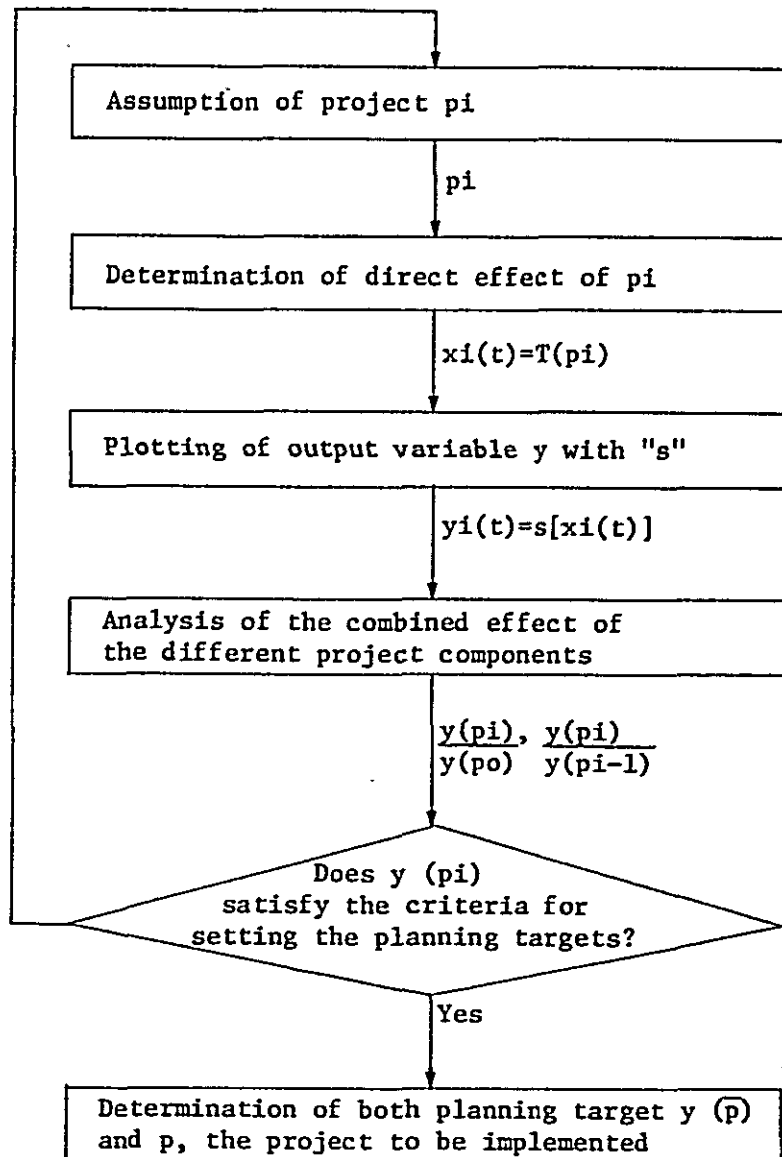 Assumption of project pi
pi
Determination of direct effect of pi
xi(t)=T(pi)
Plotting of output variable y with "s"
yi(t)=s[xi(t)]
Analysis of the combined effect of
the different project components
y(pi), y(pi)
y(po) y(pi-1)
Does y (pi)
satisfy the criteria for
setting the planning targets?
Yes
Determination of both planning target y (p̅)
and p, the project to be implemented